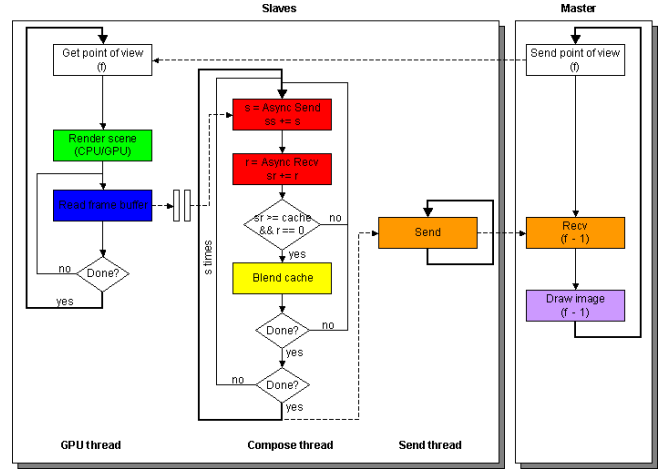 Slaves
Master
Get point of view
(f)
Send point of view
(f)
s = Async Send
ss += s
Render scene
(CPU/GPU)
r = Async Recv
sr += r
Read frame buffer
sr >= cache
&& r == 0
no
Send
Recv
(f - 1)
yes
s times
no
Done?
Blend cache
yes
Draw image
(f - 1)
Done?
no
yes
no
Done?
yes
GPU thread
Compose thread
Send thread